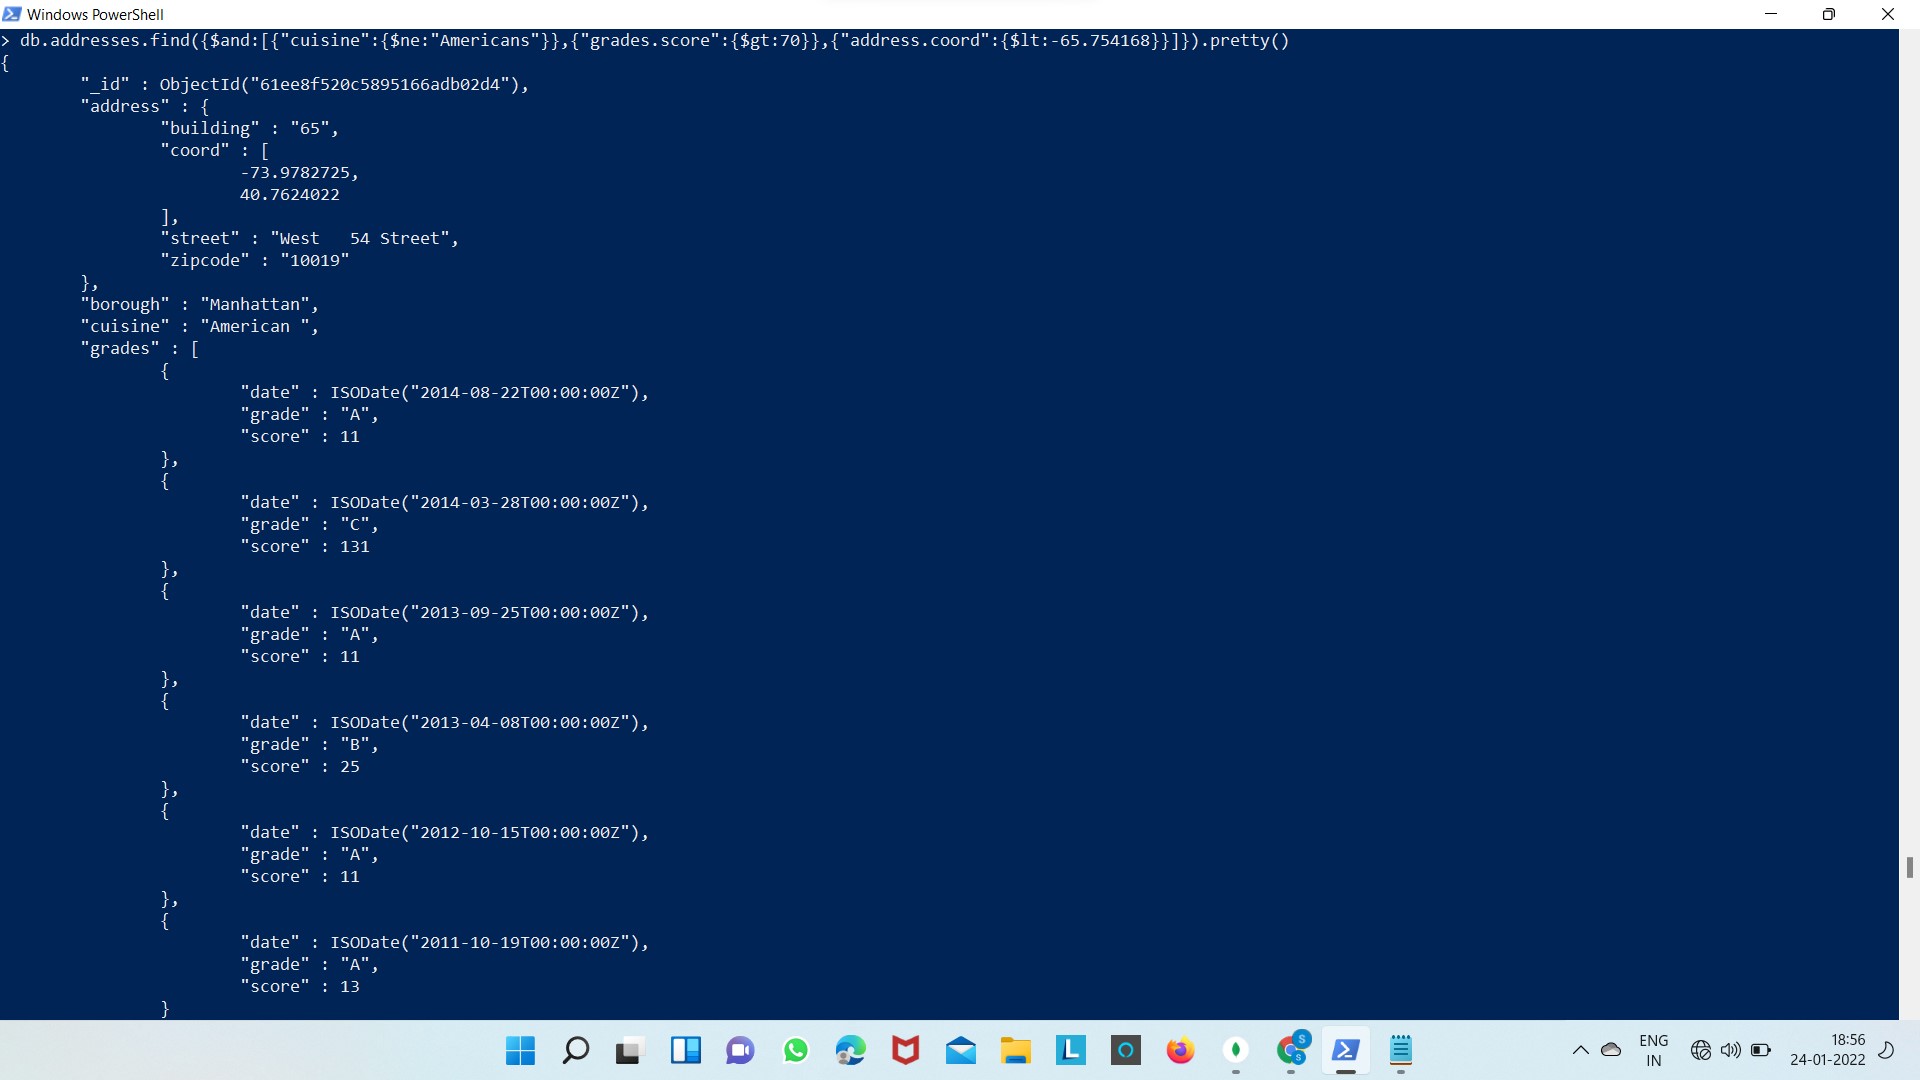 Windows PowerShell
> db.addresses.find({$and:[{"cuisine":{$ne:"Americans"}},{"grades.score":{$gt:70}},{"address.coord":{$lt:-65.754168}}]}).pretty()
{
"_id" : ObjectId("61ee8f520c5895166adb02d4"),
"address" : {
"building" : "65",
"coord" : [
-73.9782725,
40.7624022
],
"street" : "West   54 Street",
"zipcode" : "10019"
},
"borough" : "Manhattan",
"cuisine" : "American ",
"grades" : [
{
"date" : ISODate("2014-08-22T00:00:00Z"),
"grade" : "A",
"score" : 11
},
{
"date" : ISODate("2014-03-28T00:00:00Z"),
"grade" : "C",
"score" : 131
},
{
"date" : ISODate("2013-09-25T00:00:00Z"),
"grade" : "A",
"score" : 11
},
{
"date" : ISODate("2013-04-08T00:00:00Z"),
"grade" : "B",
"score" : 25
},
{
"date" : ISODate("2012-10-15T00:00:00Z"),
"grade" : "A",
"score" : 11
},
{
"date" : ISODate("2011-10-19T00:00:00Z"),
"grade" : "A",
"score" : 13
}
L
S
S
ENG
IN
18:56
24-01-2022